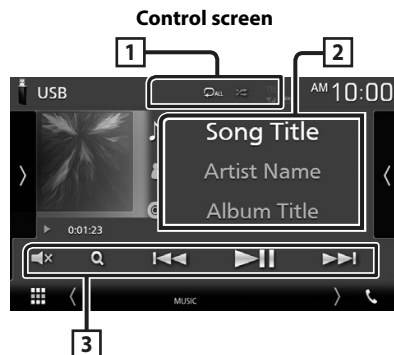 Control screen
1 2
USB ALL AM 10:00
Song Title
Artist Name
Album Title
0:01:23
MUSIC
3